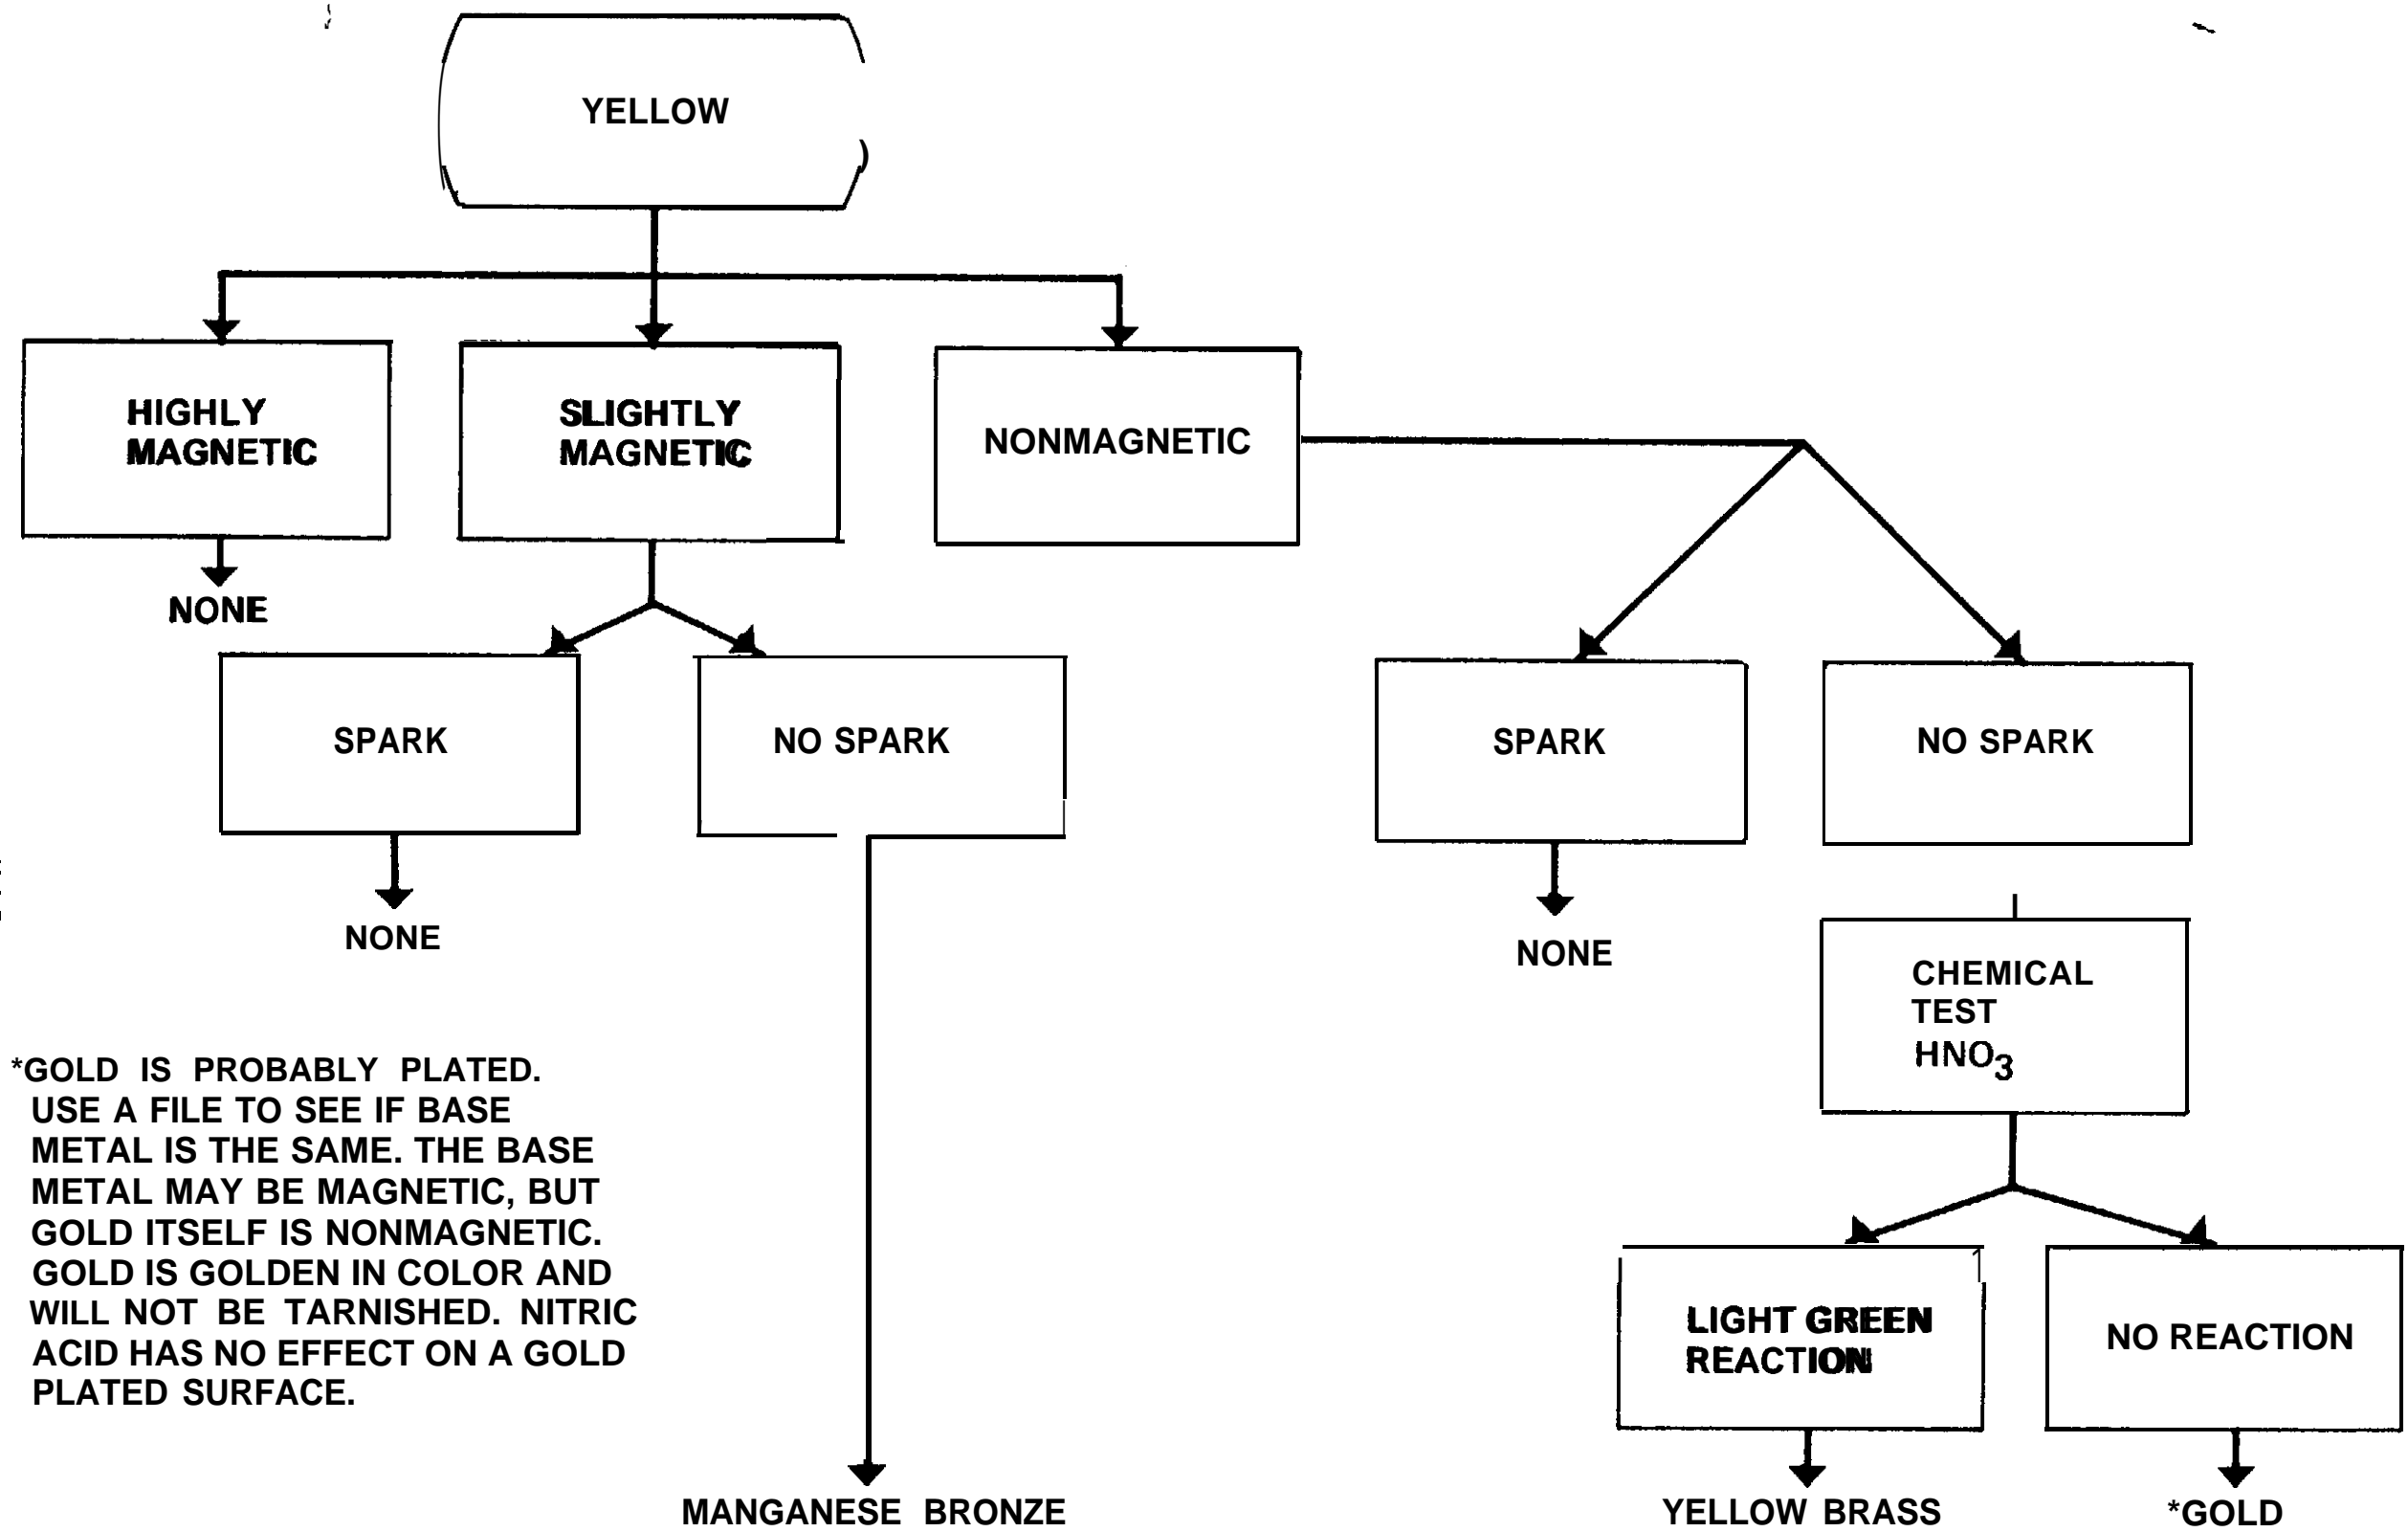 YELLOW
HIGHLY
MAGNETIC
SLIGHTLY
MAGNETIC
NONMAGNETIC
NONE
SPARK
NO SPARK
SPARK
NO SPARK
NONE
NONE
CHEMICAL
TEST
HNO3
*GOLD IS PROBABLY PLATED.
USE A FILE TO SEE IF BASE
METAL IS THE SAME. THE BASE
METAL MAY BE MAGNETIC, BUT
GOLD ITSELF IS NONMAGNETIC.
GOLD IS GOLDEN IN COLOR AND
WILL NOT BE TARNISHED. NITRIC
ACID HAS NO EFFECT ON A GOLD
PLATED SURFACE.
LIGHT GREEN
REACTION
NO REACTION
MANGANESE BRONZE
YELLOW BRASS
*GOLD